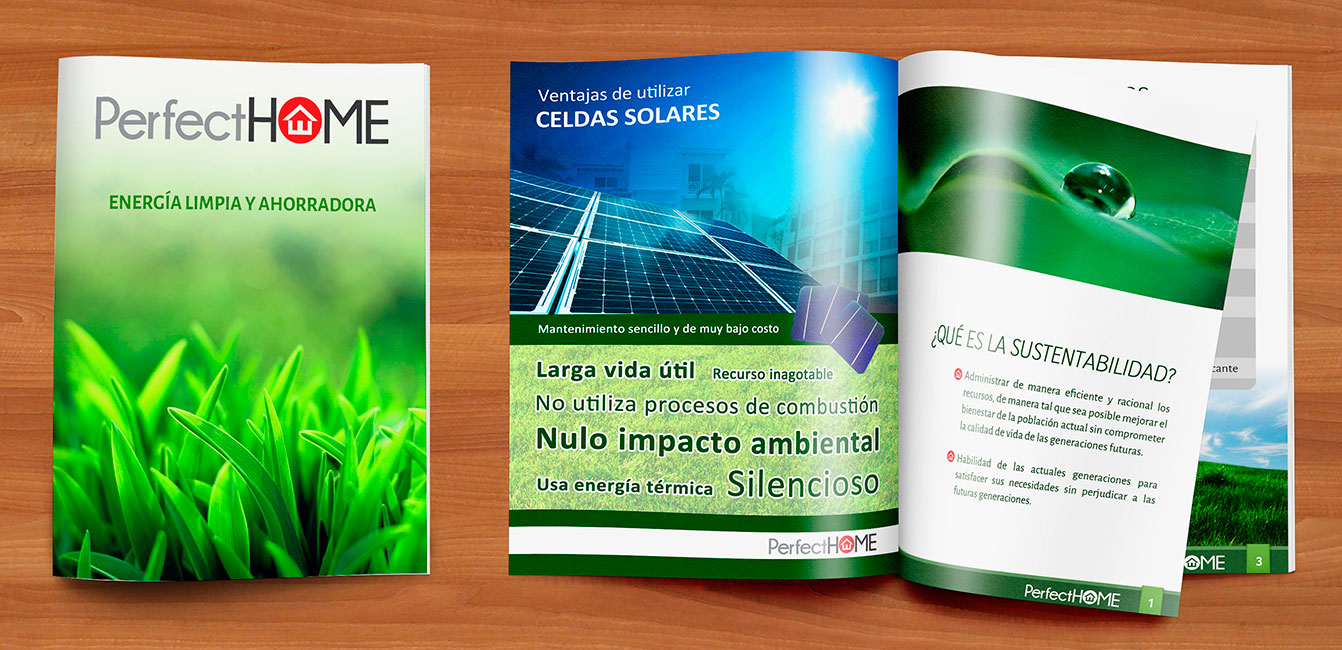 PerfectHOME
ENERGÍA LIMPIA Y AHORRADORA
Ventajas de utilizar
CELDAS SOLARES
Mantenimiento sencillo y de muy bajo costo
Larga vida útil Recurso inagotable
No utiliza procesos de combustión
Nulo impacto ambiental
Usa energía térmica Silencioso
PerfectHOME
¿QUÉ ES LA SUSTENTABILIDAD?
Administrar de manera eficiente y racional los
recursos, de manera tal que sea posible mejorar el
bienestar de la población actual sin comprometer
la calidad de vida de las generaciones futuras.
Habilidad de las actuales generaciones para
satisfacer sus necesidades sin perjudicar a las
futuras generaciones.
PerfectHOME 1
3